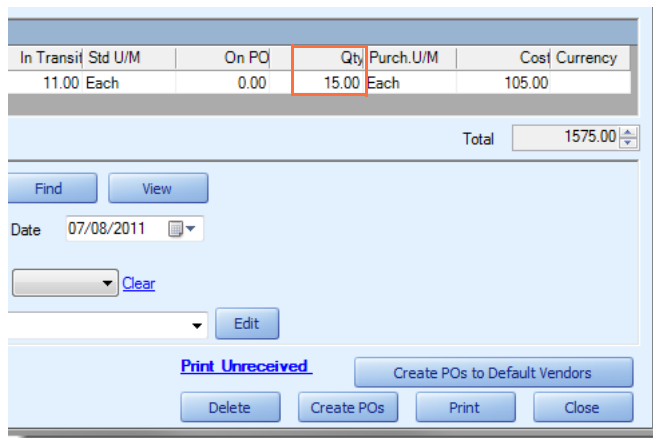 In Transit Std U/M On PO Qty Purch.U/M Cost Currency
11.00 Each 0.00 15.00 Each 105.00
Total 1575.00
Find View
Date 07/08/2011
Clear
Edit
Print Unreceived Create POs to Default Vendors
Delete Create POs Print Close